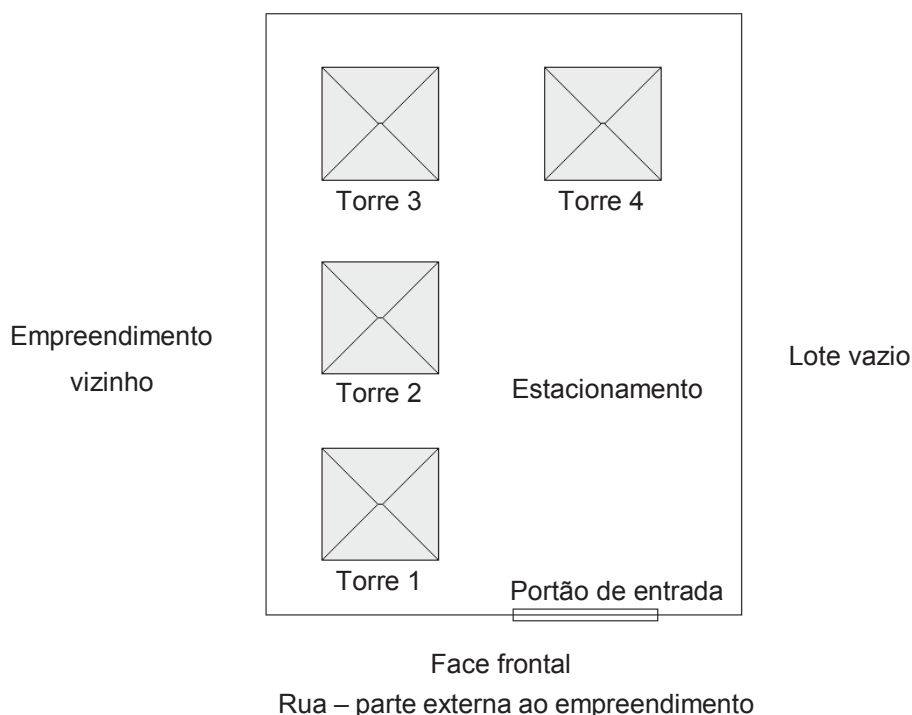 Torre 3
Torre 4
Empreendimento
vizinho
Torre 2
Estacionamento
Lote vazio
Torre 1
Portão de entrada
Face frontal
Rua – parte externa ao empreendimento